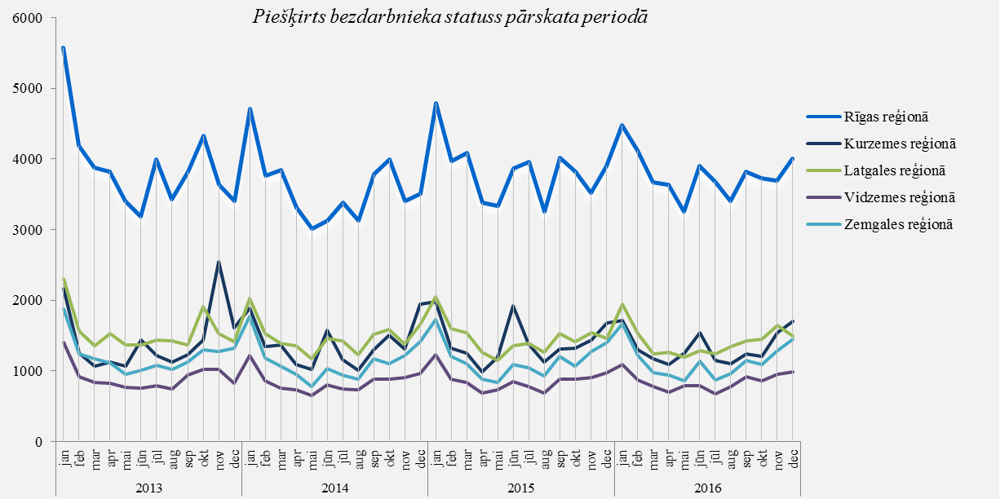 Piešķirts bezdarbnieka statuss pārskata periodā
6000
5000
4000
3000
2000
1000
0
Rīgas reģionā
Kurzemes reģionā
Latgales reģionā
Vidzemes reģionā
Zemgales reģionā
jan feb mar apr mai jūn jūl aug sep okt nov dec jan feb mar apr mai jūn jūl aug sep okt nov dec jan feb mar apr mai jūn jūl aug sep okt nov dec jan feb mar apr mai jūn jūl aug sep okt nov dec
2013 2014 2015 2016